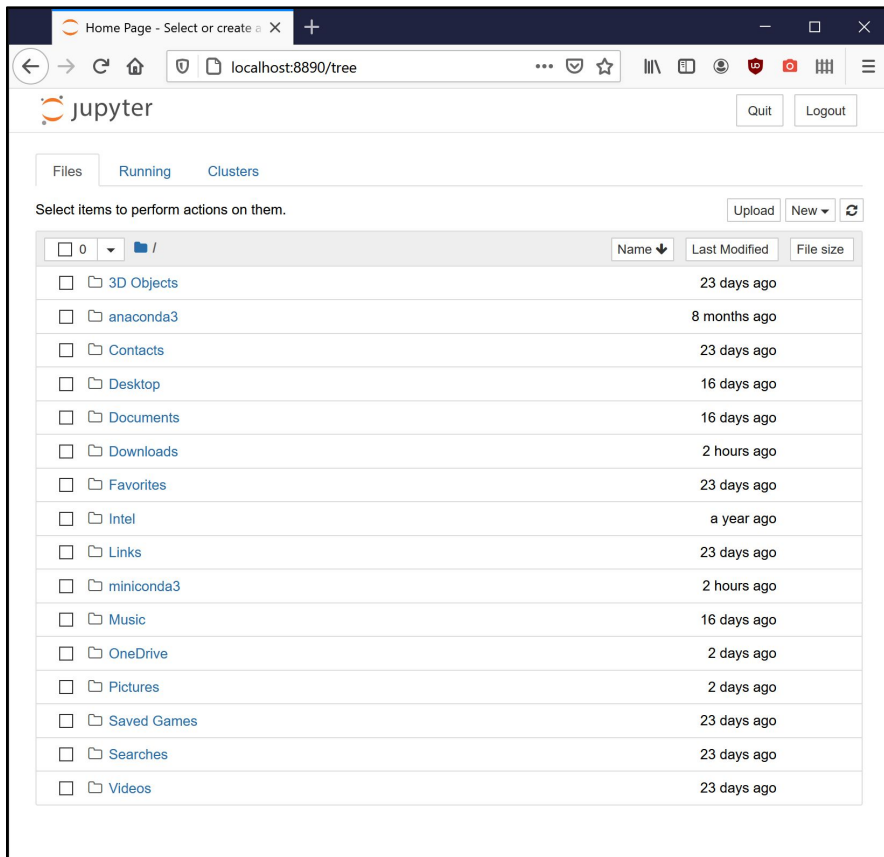 Home Page - Select or create a
localhost:8890/tree
jupyter
Quit Logout
Files Running Clusters
Select items to perform actions on them.
Upload New
0 / Name Last Modified File size
3D Objects 23 days ago
anaconda3 8 months ago
Contacts 23 days ago
Desktop 16 days ago
Documents 16 days ago
Downloads 2 hours ago
Favorites 23 days ago
Intel a year ago
Links 23 days ago
miniconda3 2 hours ago
Music 16 days ago
OneDrive 2 days ago
Pictures 2 days ago
Saved Games 23 days ago
Searches 23 days ago
Videos 23 days ago